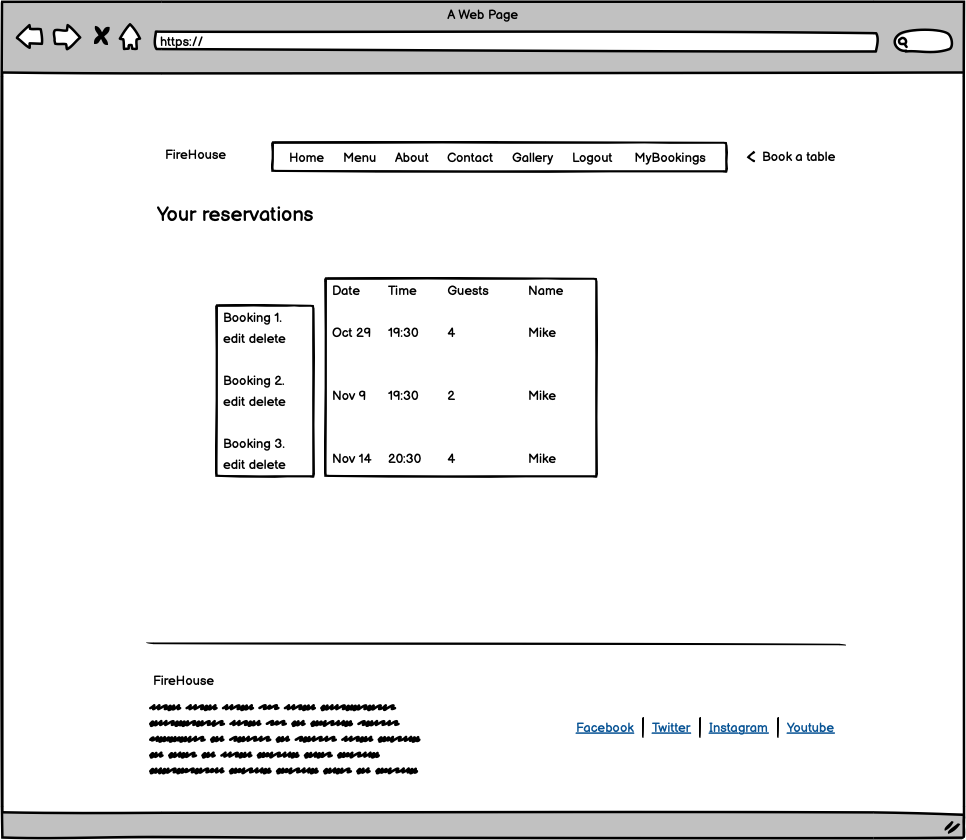 A Web Page
https://
FireHouse
Home Menu About Contact Gallery Logout MyBookings
Book a table
Your reservations
Date Time Guests Name
Booking 1.
edit delete
Oct 29 19:30 4 Mike
Booking 2.
edit delete
Nov 9 19:30 2 Mike
Booking 3.
edit delete
Nov 14 20:30 4 Mike
FireHouse
Facebook Twitter Instagram Youtube